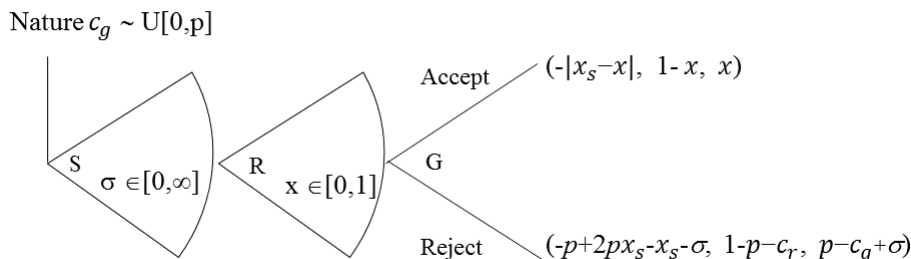 Nature c_g ~ U[0,p]
Accept (-|x_s−x|, 1-x, x)
S R G
σ ∈[0,∞] x ∈[0,1]
Reject (-p+2px_s-x_s-σ, 1-p−c_r, p−c_g+σ)